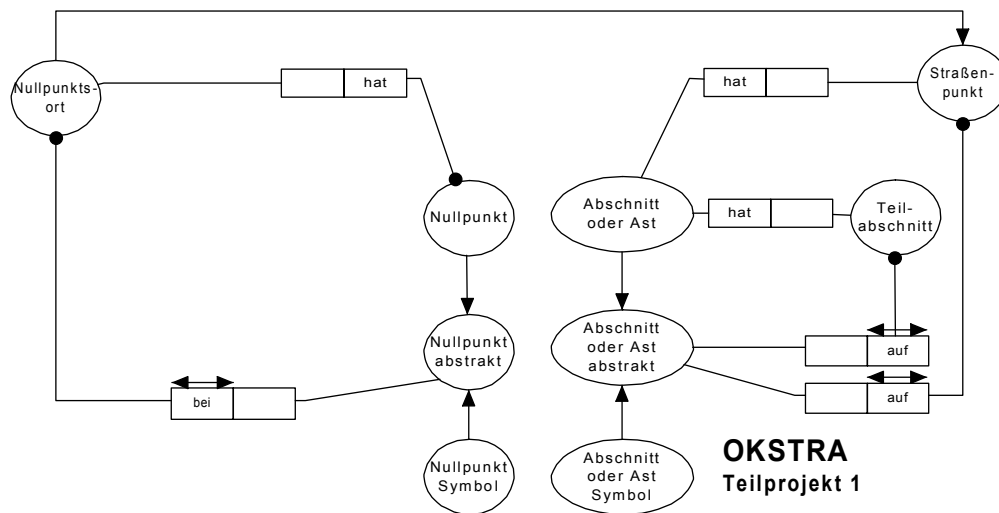 Nullpunkts-
ort
hat
hat
Straßen-
punkt
Nullpunkt
Abschnitt
oder Ast
hat
Teil-
abschnitt
Nullpunkt
abstrakt
Abschnitt
oder Ast
abstrakt
auf
bei
auf
Nullpunkt
Symbol
Abschnitt
oder Ast
Symbol
OKSTRA
Teilprojekt 1